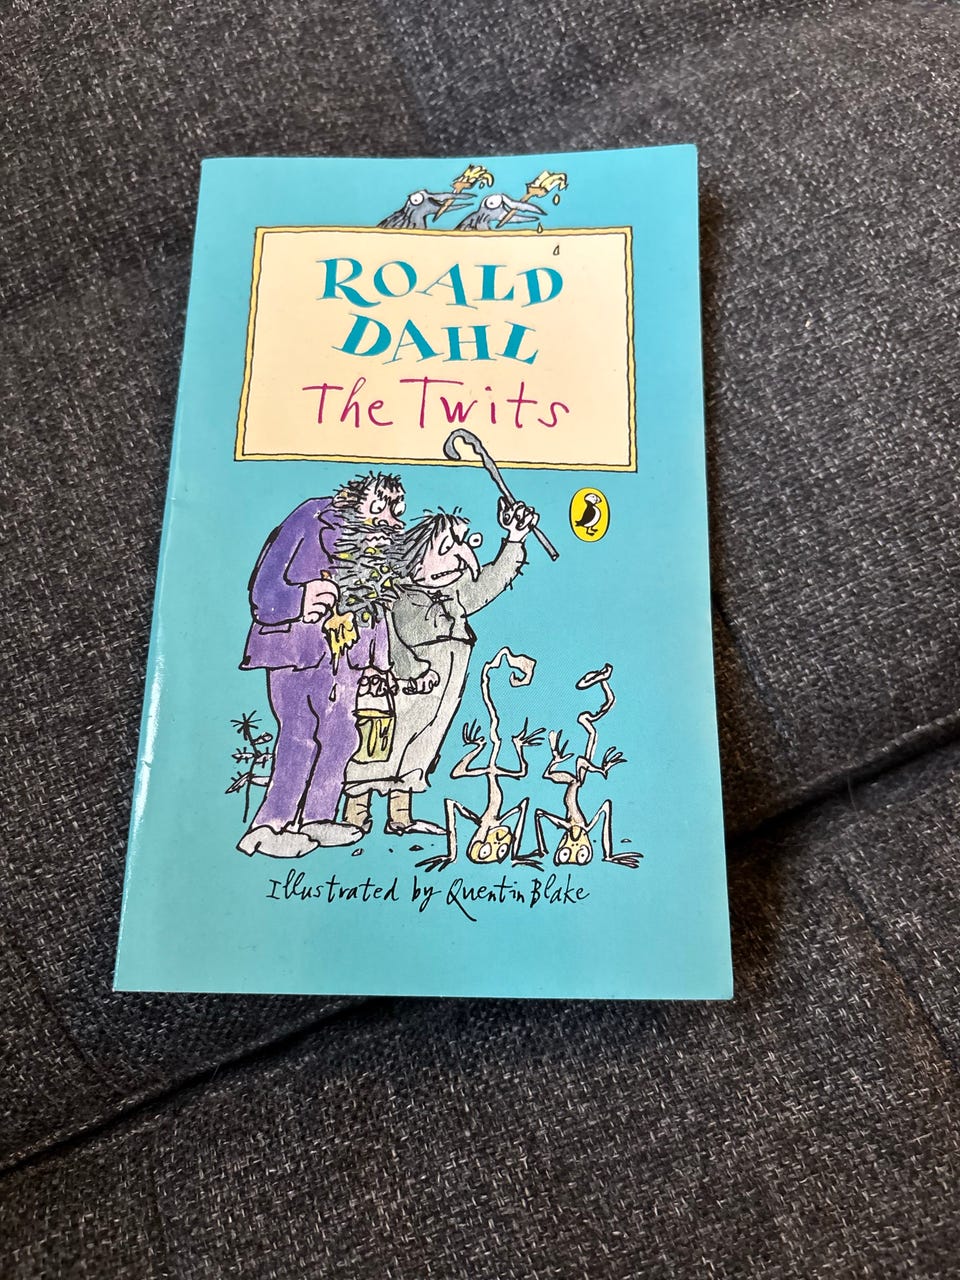 ROALD
DAHL
The Twits
Illustrated by Quentin Blake